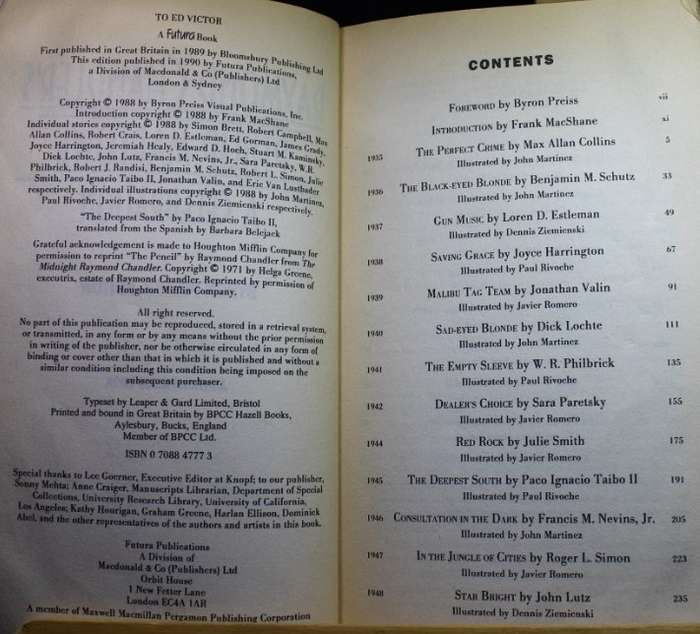 TO ED VICTOR
A Futura Book
First published in Great Britain in 1989 by Bloomsbury Publishing Ltd
This edition published in 1990 by Futura Publications,
a Division of Macdonald & Co (Publishers) Ltd
London & Sydney
Copyright © 1988 by Byron Preiss Visual Publications, Inc.
Introduction copyright © 1988 by Frank MacShane
Individual stories copyright © 1988 by Simon Brett, Robert Campbell, Max
Allan Collins, Robert Crais, Loren D. Estleman, Ed Gorman, James Grady,
Joyce Harrington, Jeremiah Healy, Edward D. Hoch, Stuart M. Kaminsky,
Dick Lochte, John Lutz, Francis M. Nevins, Jr., Sara Paretsky, W.R.
Philbrick, Robert J. Randisi, Benjamin M. Schutz, Robert L. Simon, Julie
Smith, Paco Ignacio Taibo II, Jonathan Valin, and Eric Van Lustbader
respectively. Individual illustrations copyright © 1988 by John Martinez,
Paul Rivoche, Javier Romero, and Dennis Ziemienski respectively.
"The Deepest South" by Paco Ignacio Taibo II,
translated from the Spanish by Barbara Belejack
Grateful acknowledgement is made to Houghton Mifflin Company for
permission to reprint "The Pencil" by Raymond Chandler from The
Midnight Raymond Chandler. Copyright © 1971 by Helga Greene,
executrix, estate of Raymond Chandler. Reprinted by permission of
Houghton Mifflin Company.
All right reserved.
No part of this publication may be reproduced, stored in a retrieval system,
or transmitted, in any form or by any means without the prior permission
in writing of the publisher, nor be otherwise circulated in any form of
binding or cover other than that in which it is published and without a
similar condition including this condition being imposed on the
subsequent purchaser.
Typeset by Leaper & Gard Limited, Bristol
Printed and bound in Great Britain by BPCC Hazell Books,
Aylesbury, Bucks, England
Member of BPCC Ltd.
ISBN 0 7088 4777 3
Special thanks to Lee Goerner, Executive Editor at Knopf; to our publisher,
Sonny Mehta; Anne Craiger, Manuscripts Librarian, Department of Special
Collections, University Research Library, University of California,
Los Angeles; Kathy Hourigan, Graham Greene, Harlan Ellison, Dominick
Abel, and the other representatives of the authors and artists in this book.
Futura Publications
A Division of
Macdonald & Co (Publishers) Ltd
Orbit House
1 New Fetter Lane
London EC4A 1AR
A member of Maxwell Macmillan Pergamon Publishing Corporation
CONTENTS
FOREWORD by Byron Preiss vii
INTRODUCTION by Frank MacShane xi
1935 THE PERFECT CRIME by Max Allan Collins 5
Illustrated by John Martinez
1936 THE BLACK-EYED BLONDE by Benjamin M. Schutz 33
Illustrated by John Martinez
1937 GUN MUSIC by Loren D. Estleman 49
Illustrated by Dennis Ziemienski
1938 SAVING GRACE by Joyce Harrington 67
Illustrated by Paul Rivoche
1939 MALIBU TAG TEAM by Jonathan Valin 91
Illustrated by Javier Romero
1940 SAD-EYED BLONDE by Dick Lochte 111
Illustrated by John Martinez
1941 THE EMPTY SLEEVE by W. R. Philbrick 135
Illustrated by Paul Rivoche
1942 DEALER'S CHOICE by Sara Paretsky 155
Illustrated by Javier Romero
1944 RED ROCK by Julie Smith 175
Illustrated by Javier Romero
1945 THE DEEPEST SOUTH by Paco Ignacio Taibo II 191
Illustrated by Paul Rivoche
1946 CONSULTATION IN THE DARK by Francis M. Nevins, Jr. 205
Illustrated by John Martinez
1947 IN THE JUNGLE OF CITIES by Roger L. Simon 223
Illustrated by Javier Romero
1948 STAR BRIGHT by John Lutz 235
Illustrated by Dennis Ziemienski